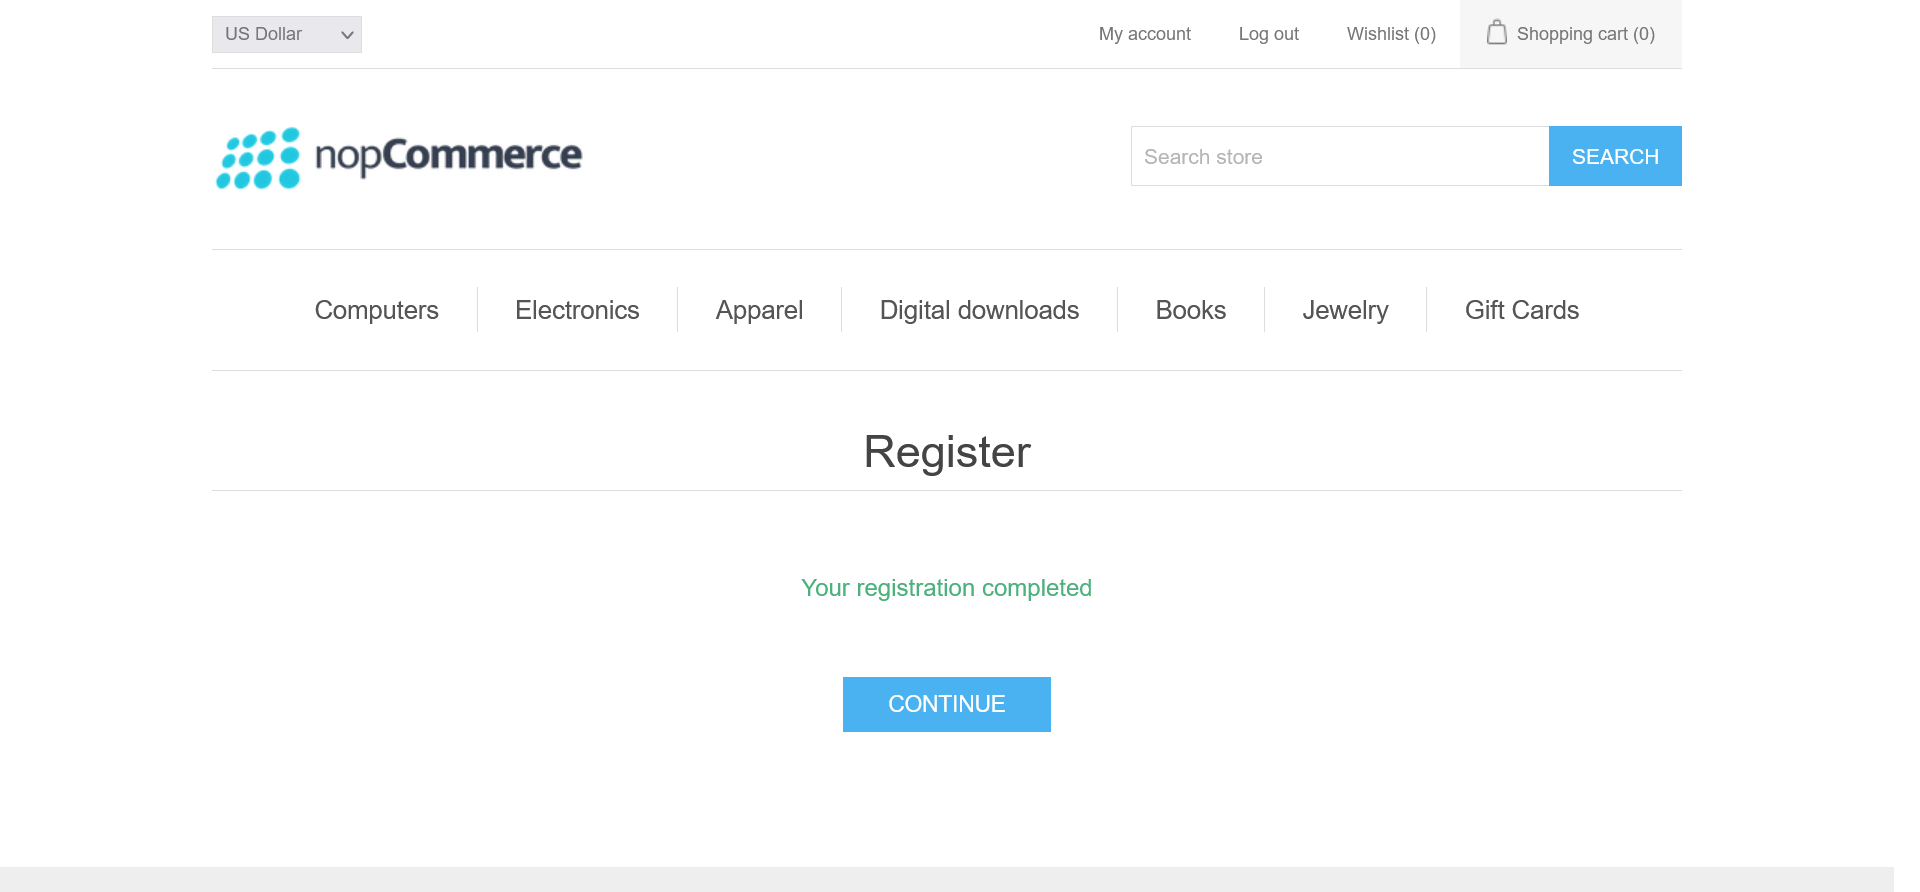 US Dollar
My account
Log out
Wishlist (0)
Shopping cart (0)
nopCommerce
Search store
SEARCH
Computers
Electronics
Apparel
Digital downloads
Books
Jewelry
Gift Cards
Register
Your registration completed
CONTINUE